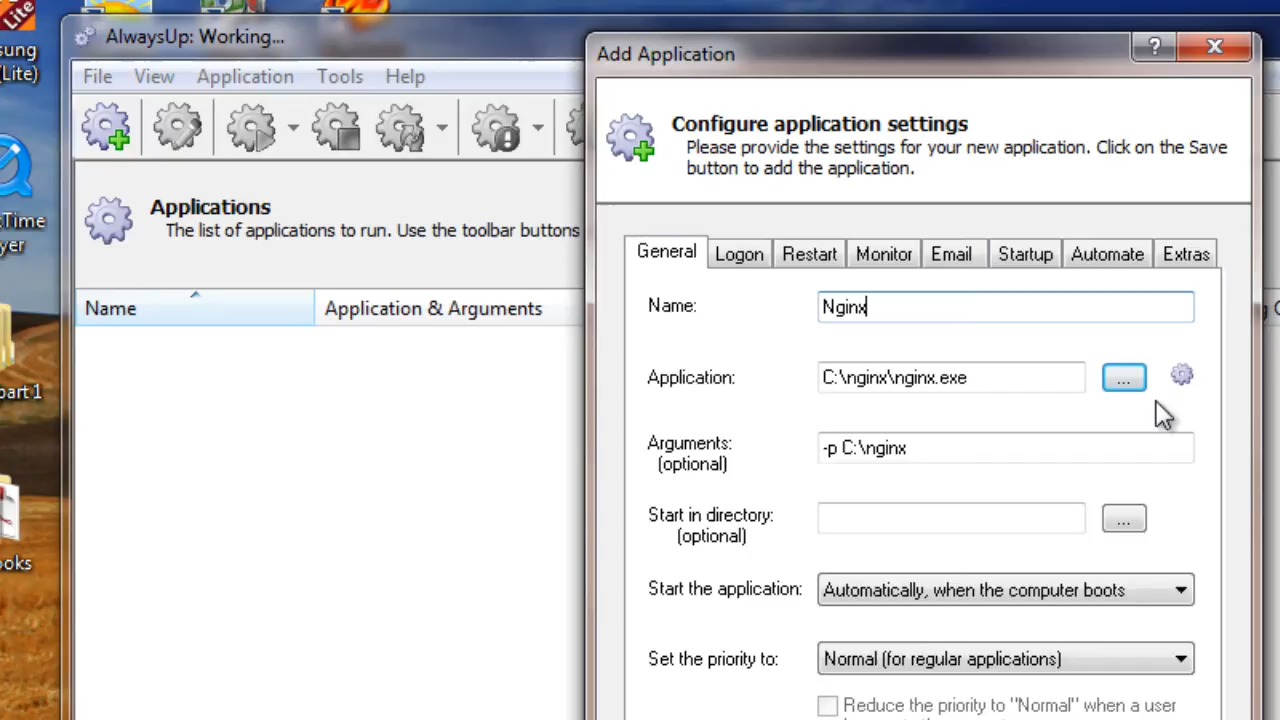 Lite
sung
(Lite)
kTime
yer
part 1
ooks
AlwaysUp: Working...
File View Application Tools Help
Applications
The list of applications to run. Use the toolbar buttons
Name Application & Arguments
Add Application
?
Configure application settings
Please provide the settings for your new application. Click on the Save
button to add the application.
General Logon Restart Monitor Email Startup Automate Extras
Name: Nginx
Application: C:\nginx\nginx.exe ...
Arguments: -p C:\nginx
(optional)
Start in directory: ...
(optional)
Start the application: Automatically, when the computer boots
Set the priority to: Normal (for regular applications)
Reduce the priority to "Normal" when a user